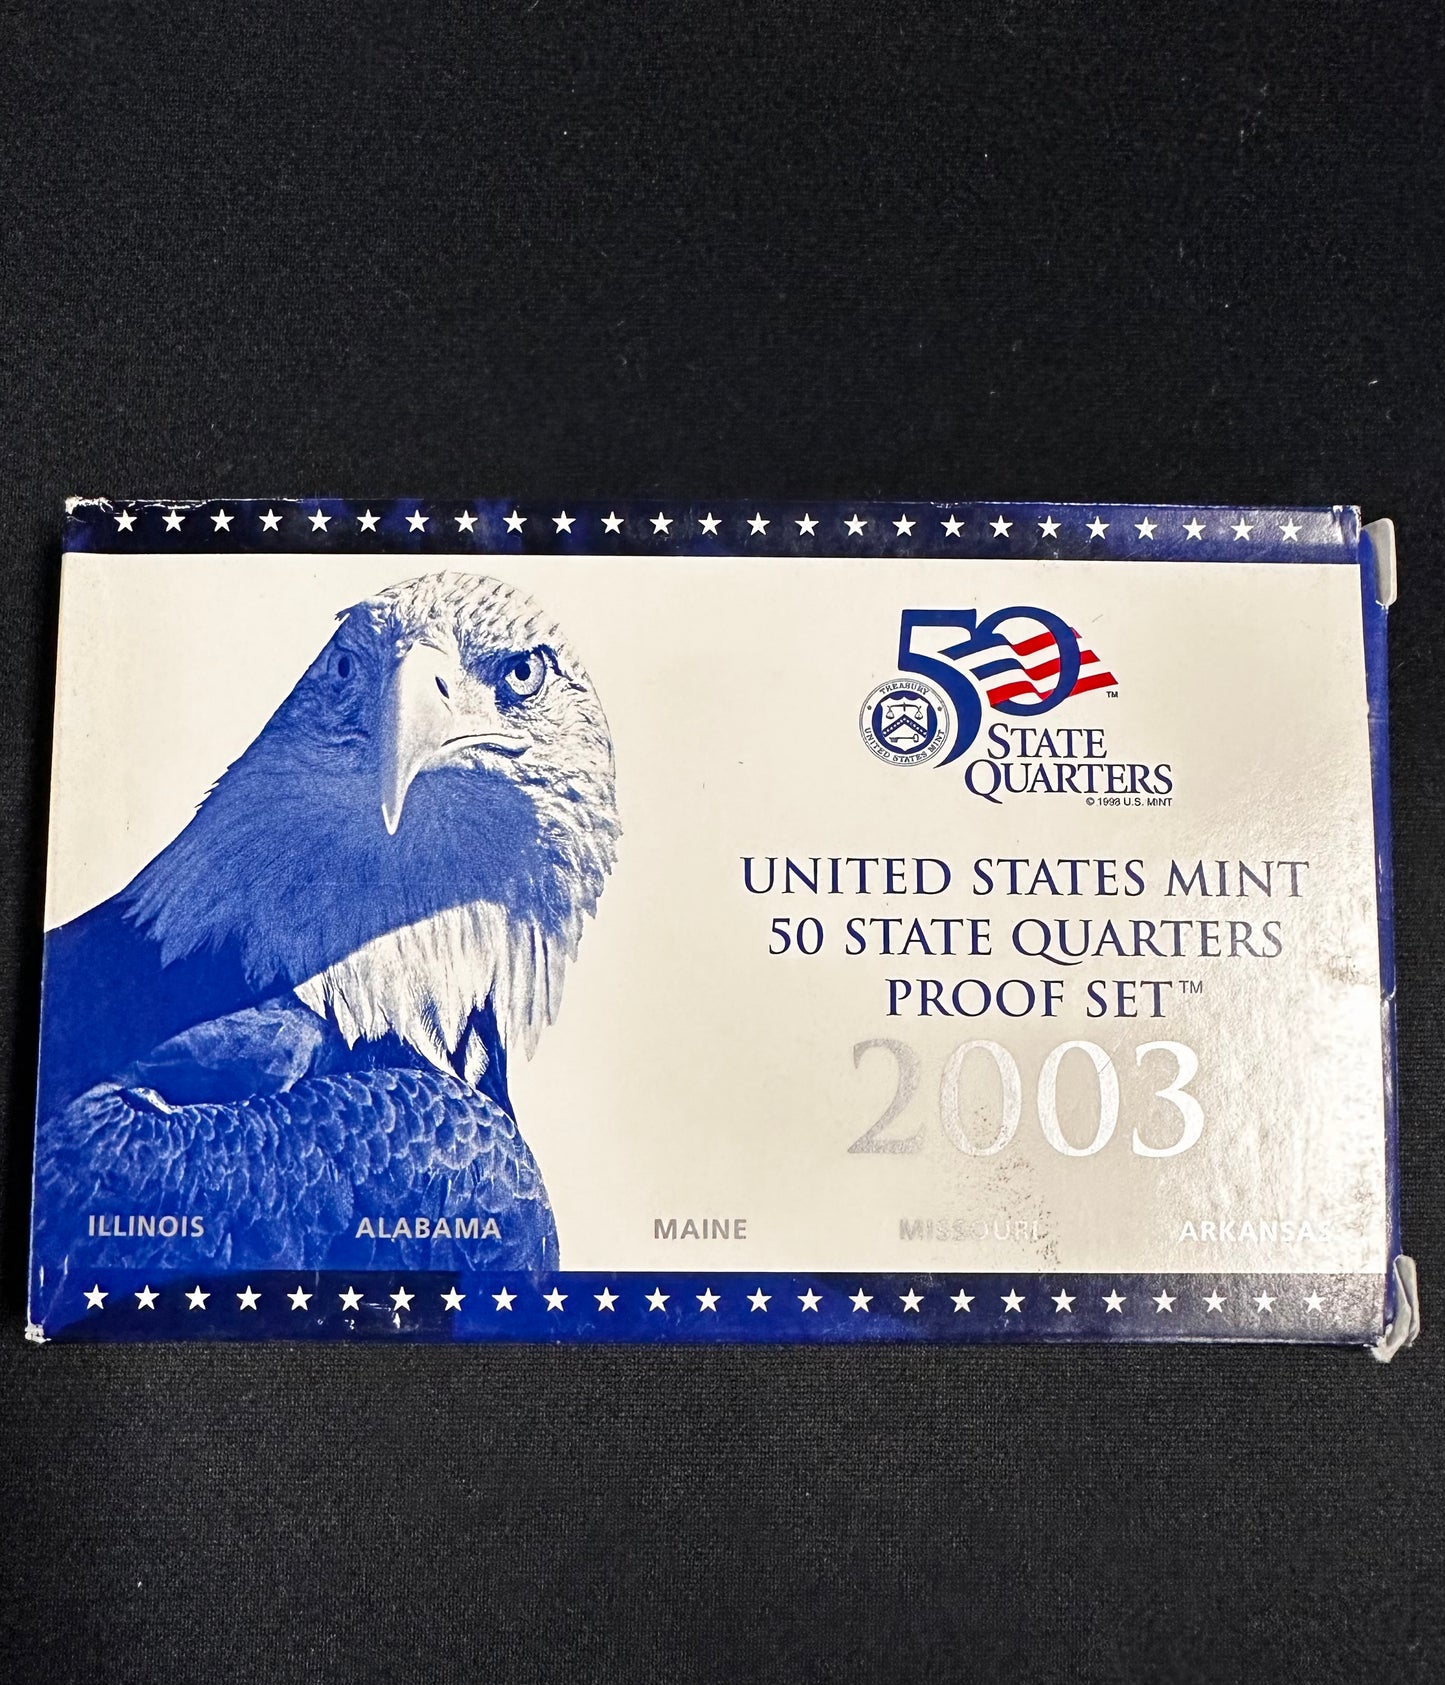 50
TM
TREASURY
UNITED STATES MINT
STATE
QUARTERS
© 1998 U.S. MINT
UNITED STATES MINT
50 STATE QUARTERS
PROOF SET™
2003
ILLINOIS ALABAMA MAINE MISSOURI ARKANSAS